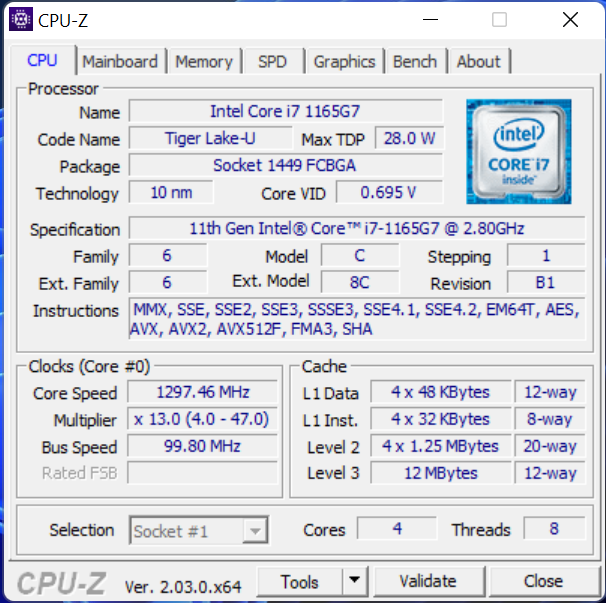 CPU-Z
CPU Mainboard Memory SPD Graphics Bench About
Processor
Name Intel Core i7 1165G7
Code Name Tiger Lake-U Max TDP 28.0 W
Package Socket 1449 FCBGA
Technology 10 nm Core VID 0.695 V
intel
CORE i7
inside™
Specification 11th Gen Intel® Core™ i7-1165G7 @ 2.80GHz
Family 6 Model C Stepping 1
Ext. Family 6 Ext. Model 8C Revision B1
Instructions MMX, SSE, SSE2, SSE3, SSSE3, SSE4.1, SSE4.2, EM64T, AES,
AVX, AVX2, AVX512F, FMA3, SHA
Clocks (Core #0)
Core Speed 1297.46 MHz
Multiplier x 13.0 (4.0 - 47.0)
Bus Speed 99.80 MHz
Rated FSB
Cache
L1 Data 4 x 48 KBytes 12-way
L1 Inst. 4 x 32 KBytes 8-way
Level 2 4 x 1.25 MBytes 20-way
Level 3 12 MBytes 12-way
Selection Socket #1 Cores 4 Threads 8
CPU-Z Ver. 2.03.0.x64 Tools Validate Close